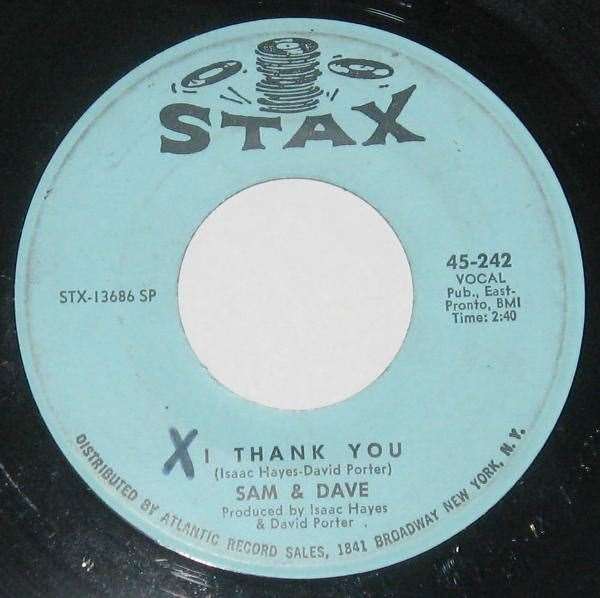 STAX
STX-13686 SP
45-242
VOCAL
Pub., East-
Pronto, BMI
Time: 2:40
X I THANK YOU
(Isaac Hayes-David Porter)
SAM & DAVE
Produced by Isaac Hayes
& David Porter
DISTRIBUTED BY ATLANTIC RECORD SALES, 1841 BROADWAY NEW YORK, N. Y.